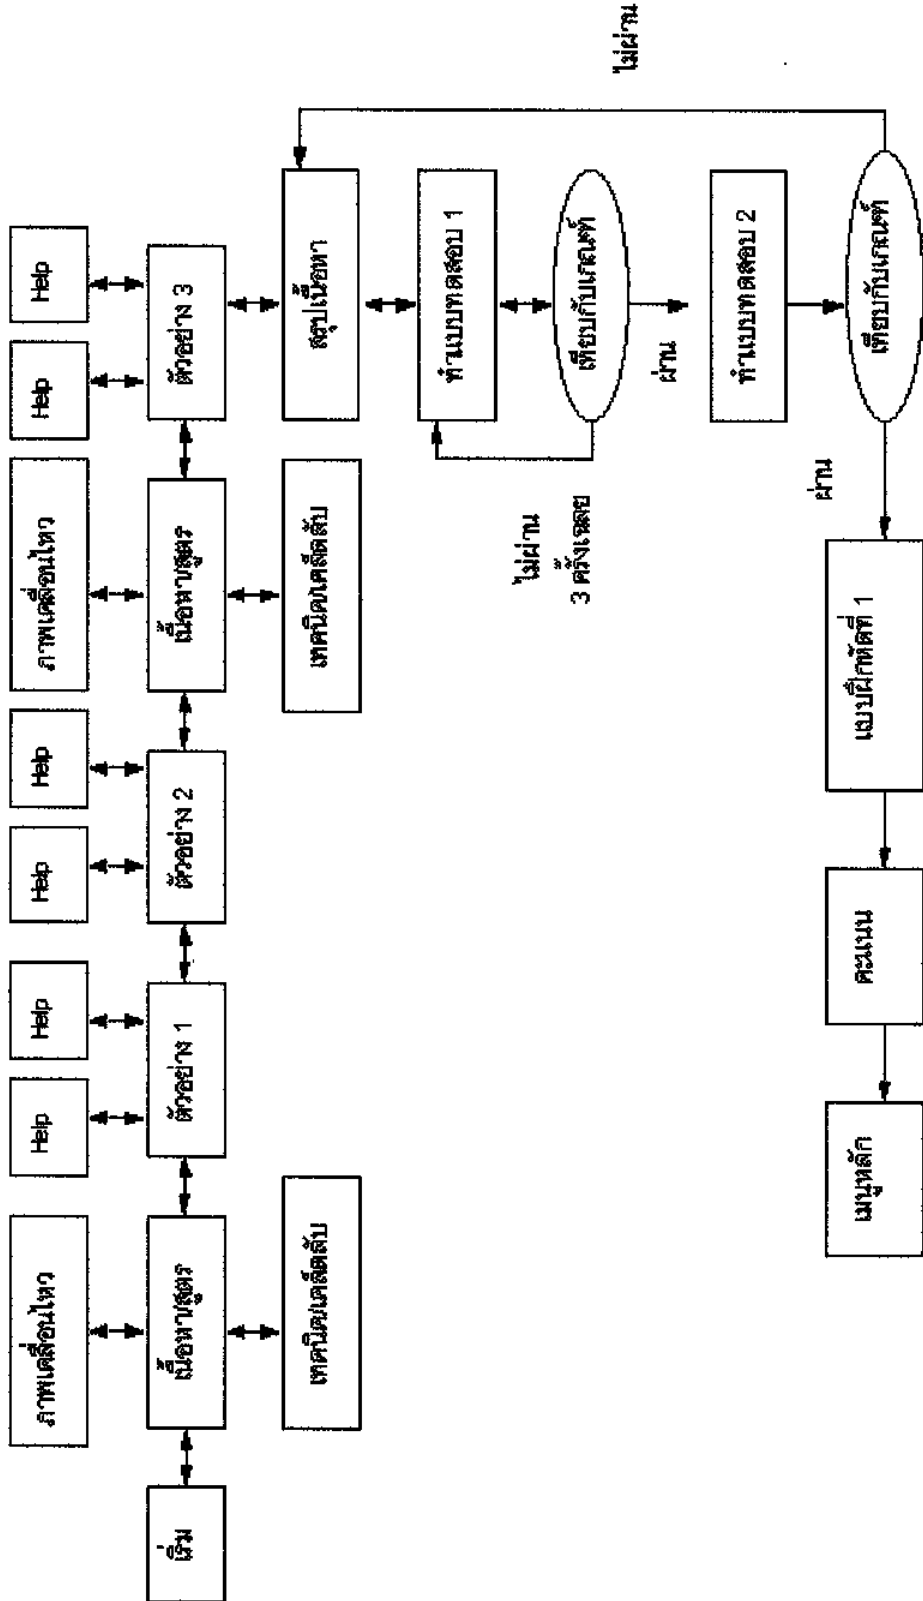 ภาพเคลื่อนไหว
Help
Help
Help
Help
ภาพเคลื่อนไหว
Help
Help
เริ่ม
เนื้อหา/สูตร
ตัวอย่าง 1
ตัวอย่าง 2
เนื้อหา/สูตร
ตัวอย่าง 3
เทคนิค/เคล็ดลับ
เทคนิค/เคล็ดลับ
สรุปเนื้อหา
ทำแบบทดสอบ 1
ไม่ผ่าน
3 ครั้งเฉลย
เทียบกับเกณฑ์
ไม่ผ่าน
ผ่าน
ทำแบบทดสอบ 2
ผ่าน
เมนูหลัก
คะแนน
แบบฝึกหัดที่ 1
เทียบกับเกณฑ์